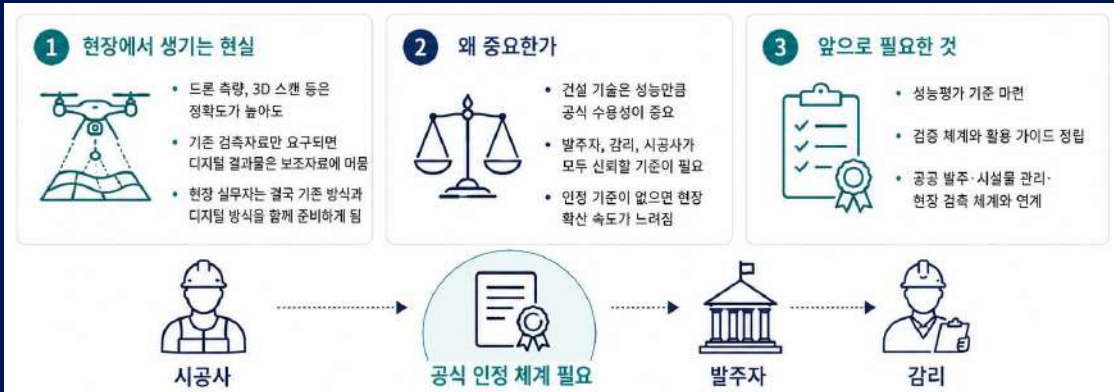 1 현장에서 생기는 현실
• 드론 측량, 3D 스캔 등은
정확도가 높아도
• 기존 검측자료만 요구되면
디지털 결과물은 보조자료에 머뭄
• 현장 실무자는 결국 기존 방식과
디지털 방식을 함께 준비하게 됨
2 왜 중요한가
• 건설 기술은 성능만큼
공식 수용성이 중요
• 발주자, 감리, 시공사가
모두 신뢰할 기준이 필요
• 인정 기준이 없으면 현장
확산 속도가 느려짐
3 앞으로 필요한 것
• 성능평가 기준 마련
• 검증 체계와 활용 가이드 정립
• 공공 발주·시설물 관리·
현장 검측 체계와 연계
시공사
공식 인정 체계 필요
발주자
감리